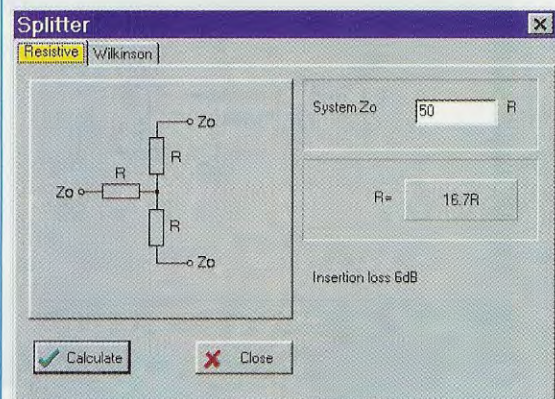 Splitter
Resistive Wilkinson
System Zo 50 R
Zo
R
R
Zo
R
Zo
R= 16.7R
Insertion loss 6dB
Calculate Close